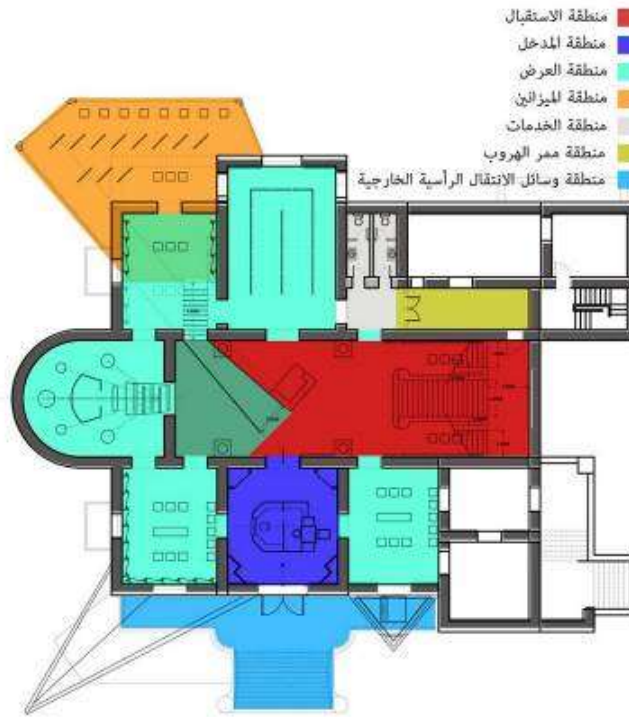 منطقة الاستقبال
منطقة المدخل
منطقة العرض
منطقة الميزانين
منطقة الخدمات
منطقة ممر الهروب
منطقة وسائل الانتقال الرأسية الخارجية